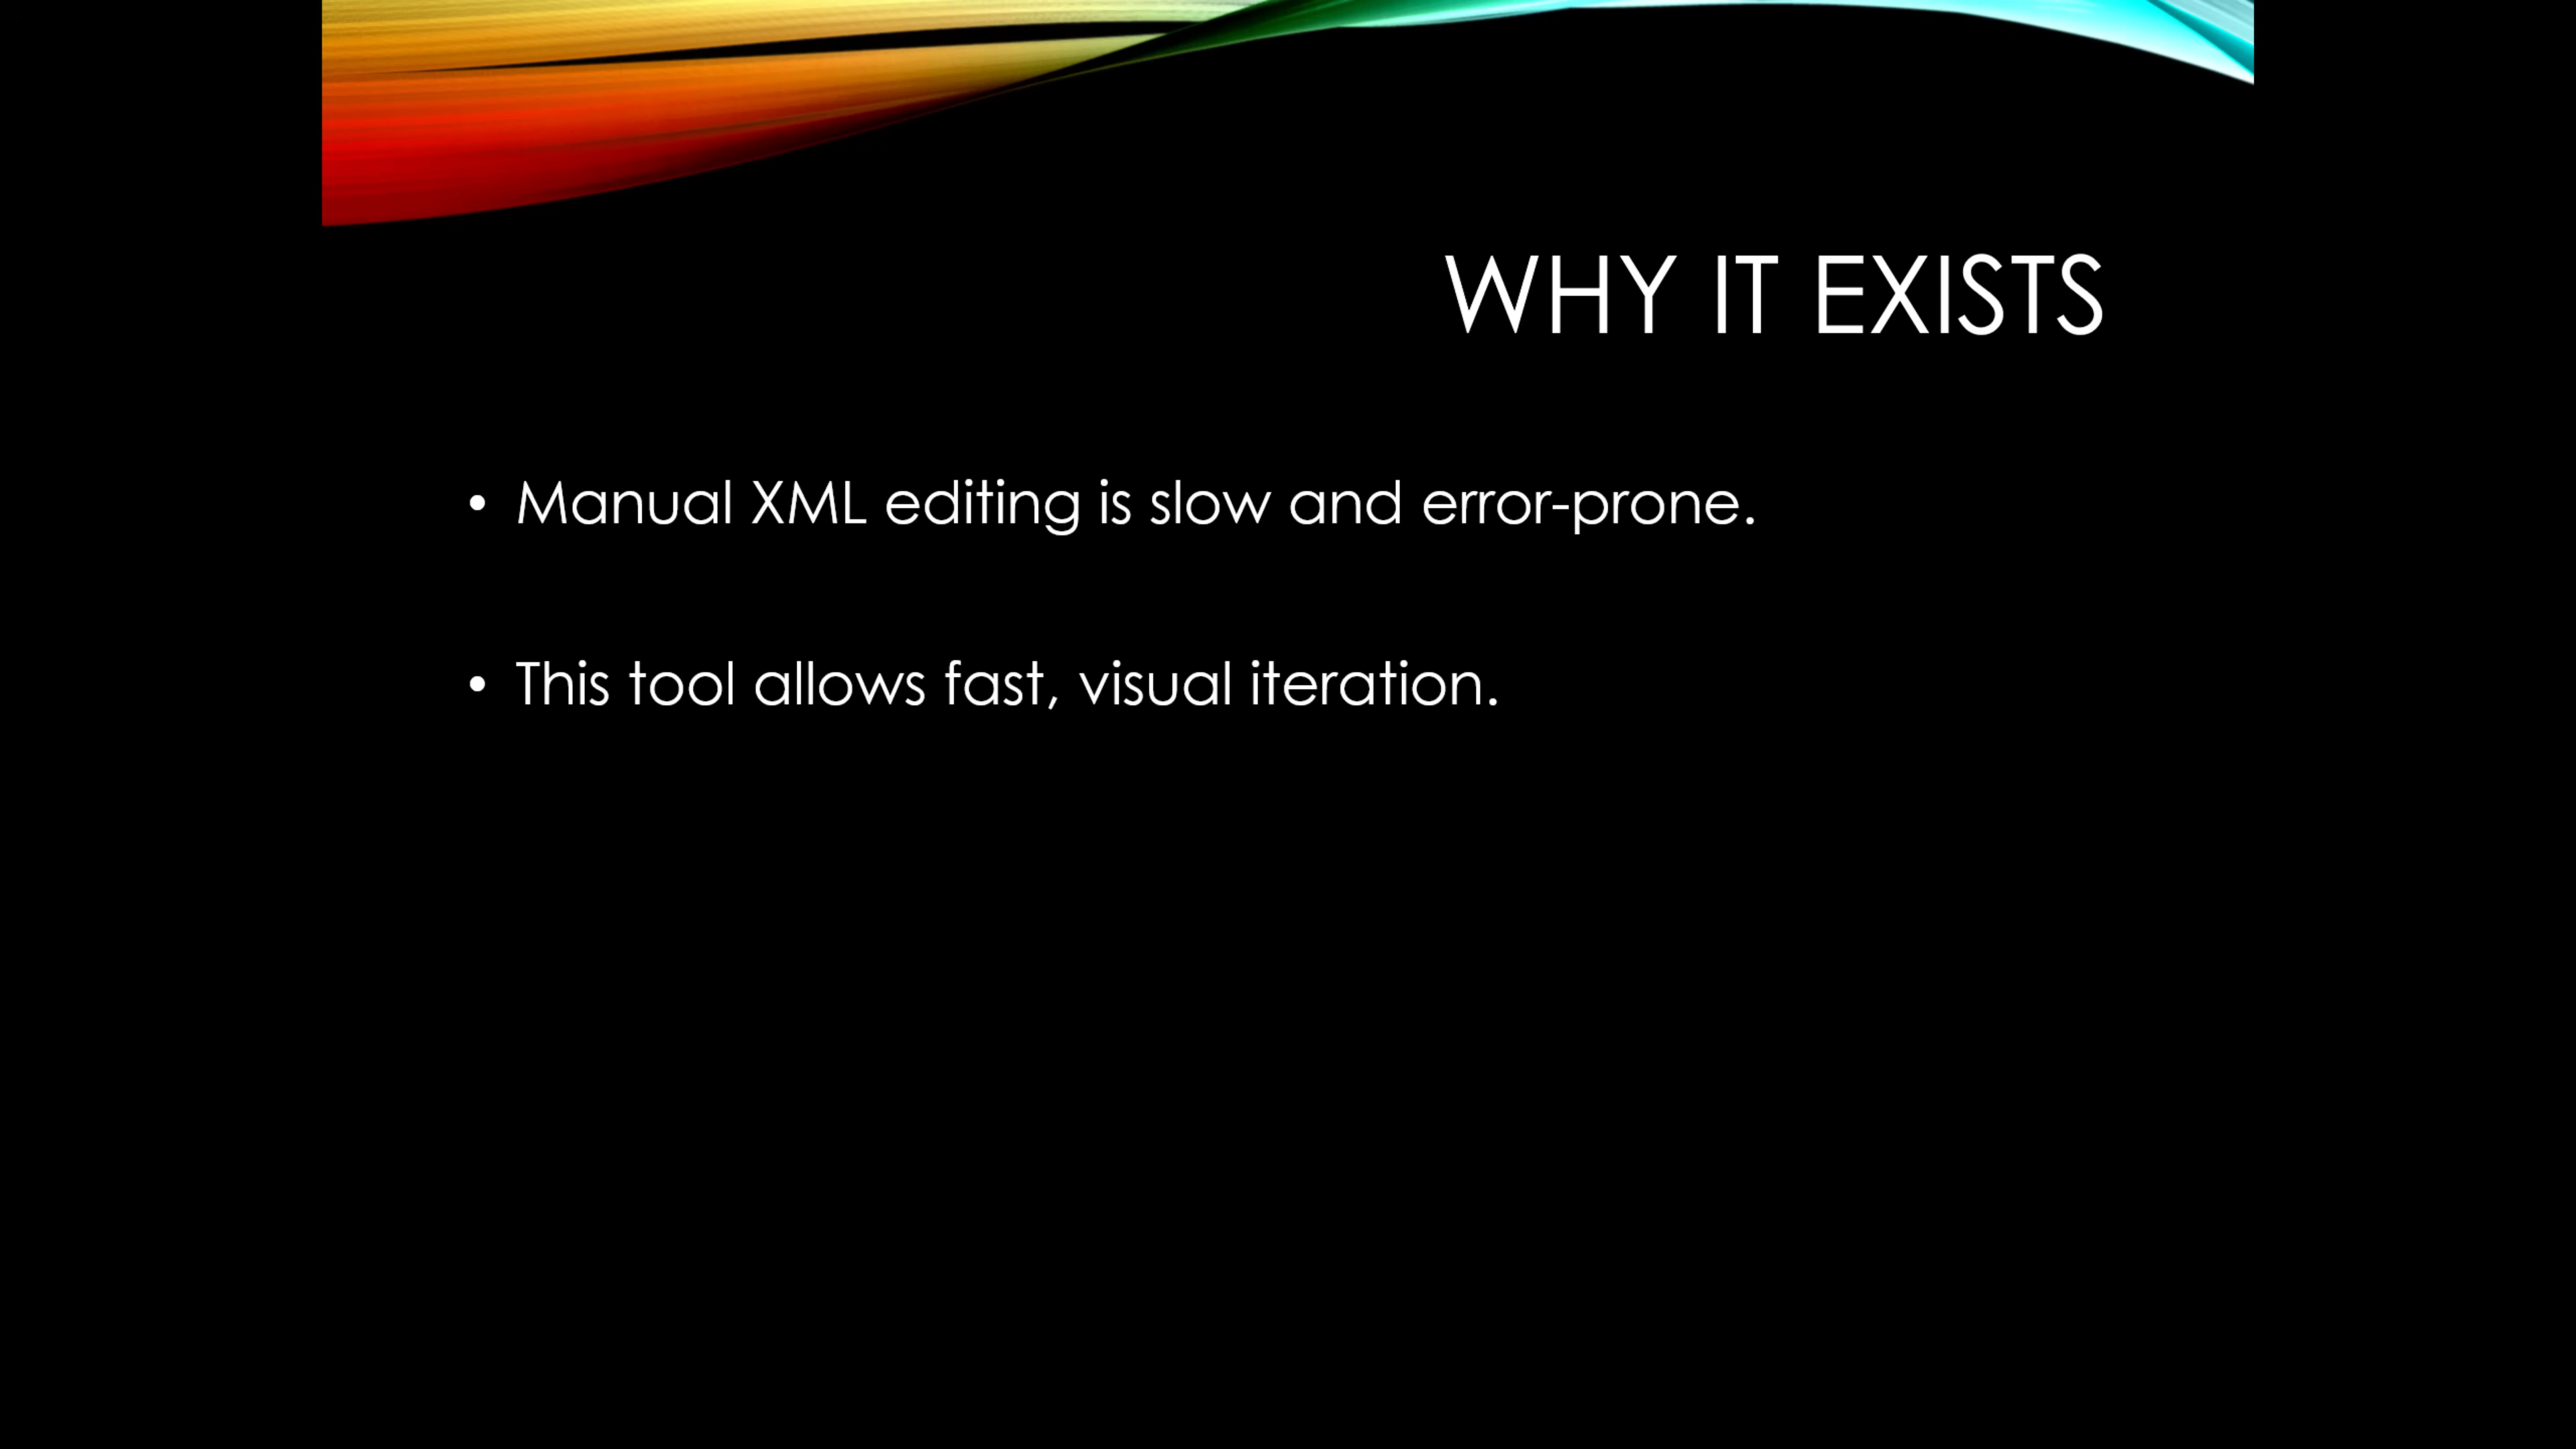 WHY IT EXISTS
• Manual XML editing is slow and error-prone.
• This tool allows fast, visual iteration.